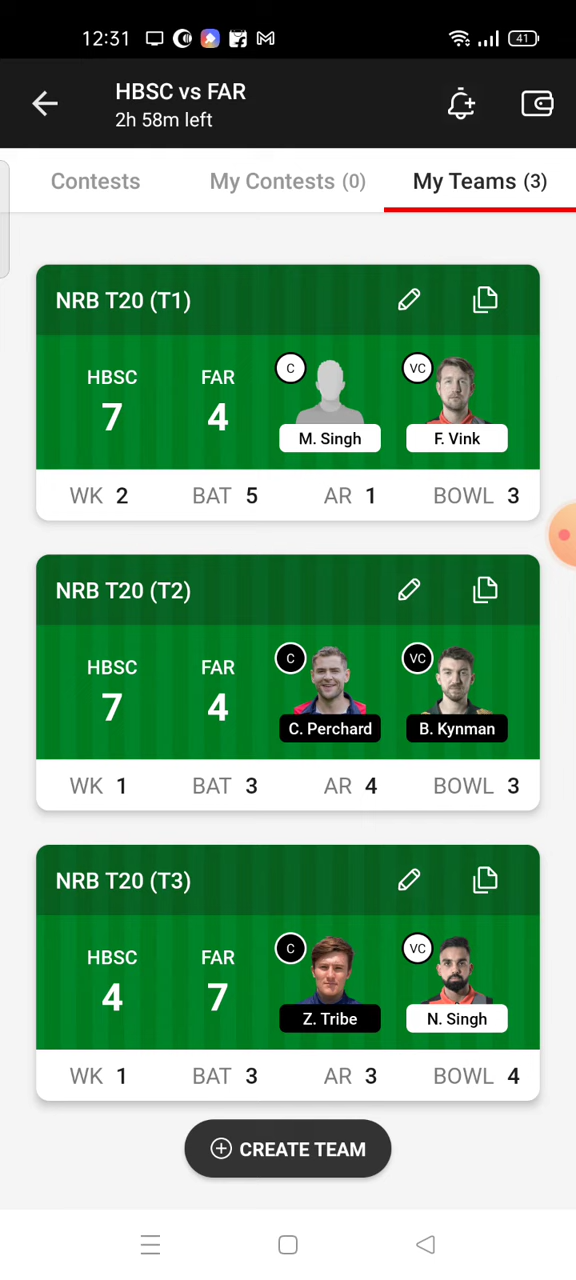 12:31 41
HBSC vs FAR
2h 58m left
Contests My Contests (0) My Teams (3)
NRB T20 (T1)
HBSC FAR C VC
7 4
M. Singh F. Vink
WK 2 BAT 5 AR 1 BOWL 3
NRB T20 (T2)
HBSC FAR C VC
7 4
C. Perchard B. Kynman
WK 1 BAT 3 AR 4 BOWL 3
NRB T20 (T3)
HBSC FAR C VC
4 7
Z. Tribe N. Singh
WK 1 BAT 3 AR 3 BOWL 4
CREATE TEAM